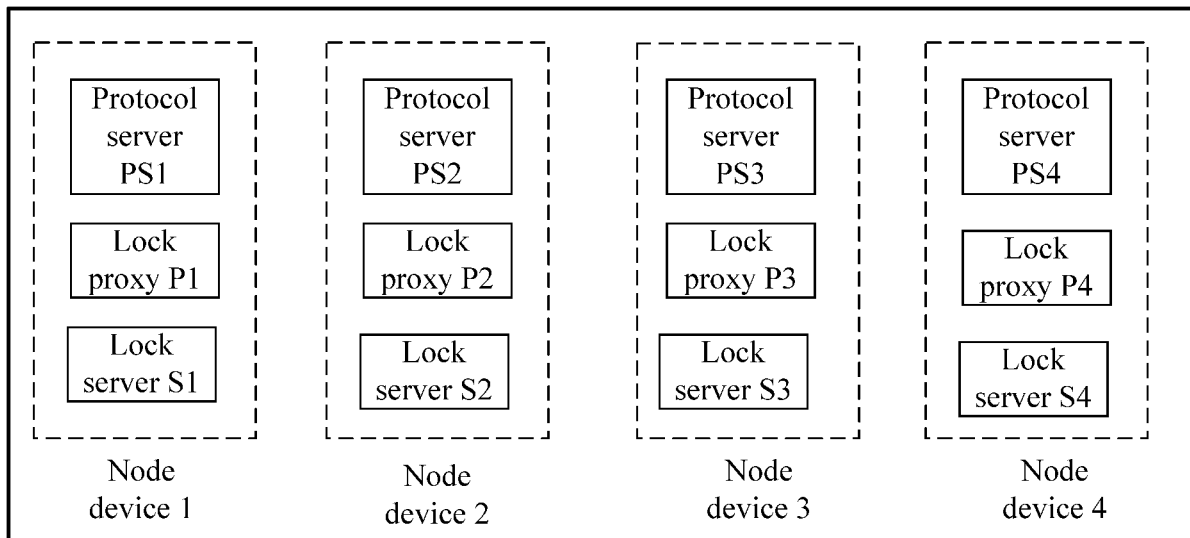 Protocol
server
PS1
Lock
proxy P1
Lock
server S1
Node
device 1
Protocol
server
PS2
Lock
proxy P2
Lock
server S2
Node
device 2
Protocol
server
PS3
Lock
proxy P3
Lock
server S3
Node
device 3
Protocol
server
PS4
Lock
proxy P4
Lock
server S4
Node
device 4